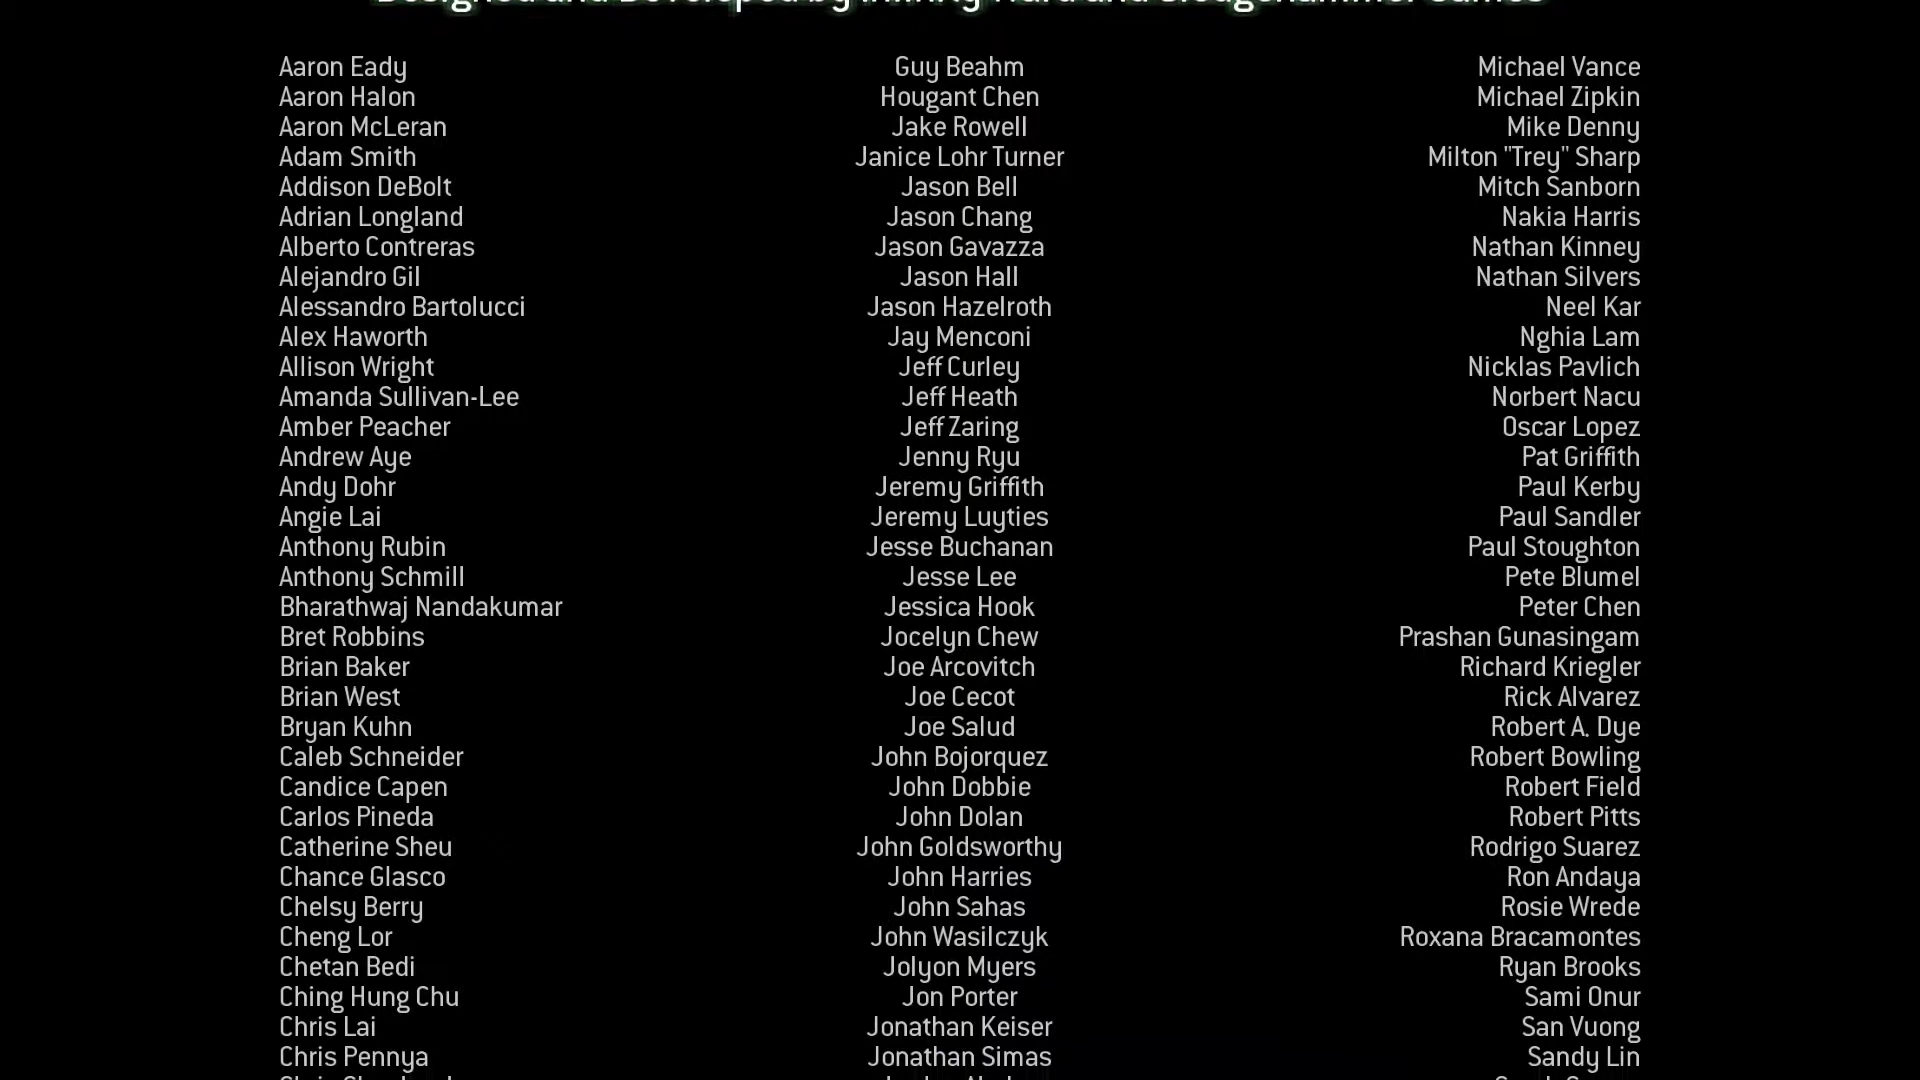 Designed and Developed by Infinity Ward and Sledgehammer Games
Aaron Eady
Aaron Halon
Aaron McLeran
Adam Smith
Addison DeBolt
Adrian Longland
Alberto Contreras
Alejandro Gil
Alessandro Bartolucci
Alex Haworth
Allison Wright
Amanda Sullivan-Lee
Amber Peacher
Andrew Aye
Andy Dohr
Angie Lai
Anthony Rubin
Anthony Schmill
Bharathwaj Nandakumar
Bret Robbins
Brian Baker
Brian West
Bryan Kuhn
Caleb Schneider
Candice Capen
Carlos Pineda
Catherine Sheu
Chance Glasco
Chelsy Berry
Cheng Lor
Chetan Bedi
Ching Hung Chu
Chris Lai
Chris Pennya
Guy Beahm
Hougant Chen
Jake Rowell
Janice Lohr Turner
Jason Bell
Jason Chang
Jason Gavazza
Jason Hall
Jason Hazelroth
Jay Menconi
Jeff Curley
Jeff Heath
Jeff Zaring
Jenny Ryu
Jeremy Griffith
Jeremy Luyties
Jesse Buchanan
Jesse Lee
Jessica Hook
Jocelyn Chew
Joe Arcovitch
Joe Cecot
Joe Salud
John Bojorquez
John Dobbie
John Dolan
John Goldsworthy
John Harries
John Sahas
John Wasilczyk
Jolyon Myers
Jon Porter
Jonathan Keiser
Jonathan Simas
Michael Vance
Michael Zipkin
Mike Denny
Milton "Trey" Sharp
Mitch Sanborn
Nakia Harris
Nathan Kinney
Nathan Silvers
Neel Kar
Nghia Lam
Nicklas Pavlich
Norbert Nacu
Oscar Lopez
Pat Griffith
Paul Kerby
Paul Sandler
Paul Stoughton
Pete Blumel
Peter Chen
Prashan Gunasingam
Richard Kriegler
Rick Alvarez
Robert A. Dye
Robert Bowling
Robert Field
Robert Pitts
Rodrigo Suarez
Ron Andaya
Rosie Wrede
Roxana Bracamontes
Ryan Brooks
Sami Onur
San Vuong
Sandy Lin